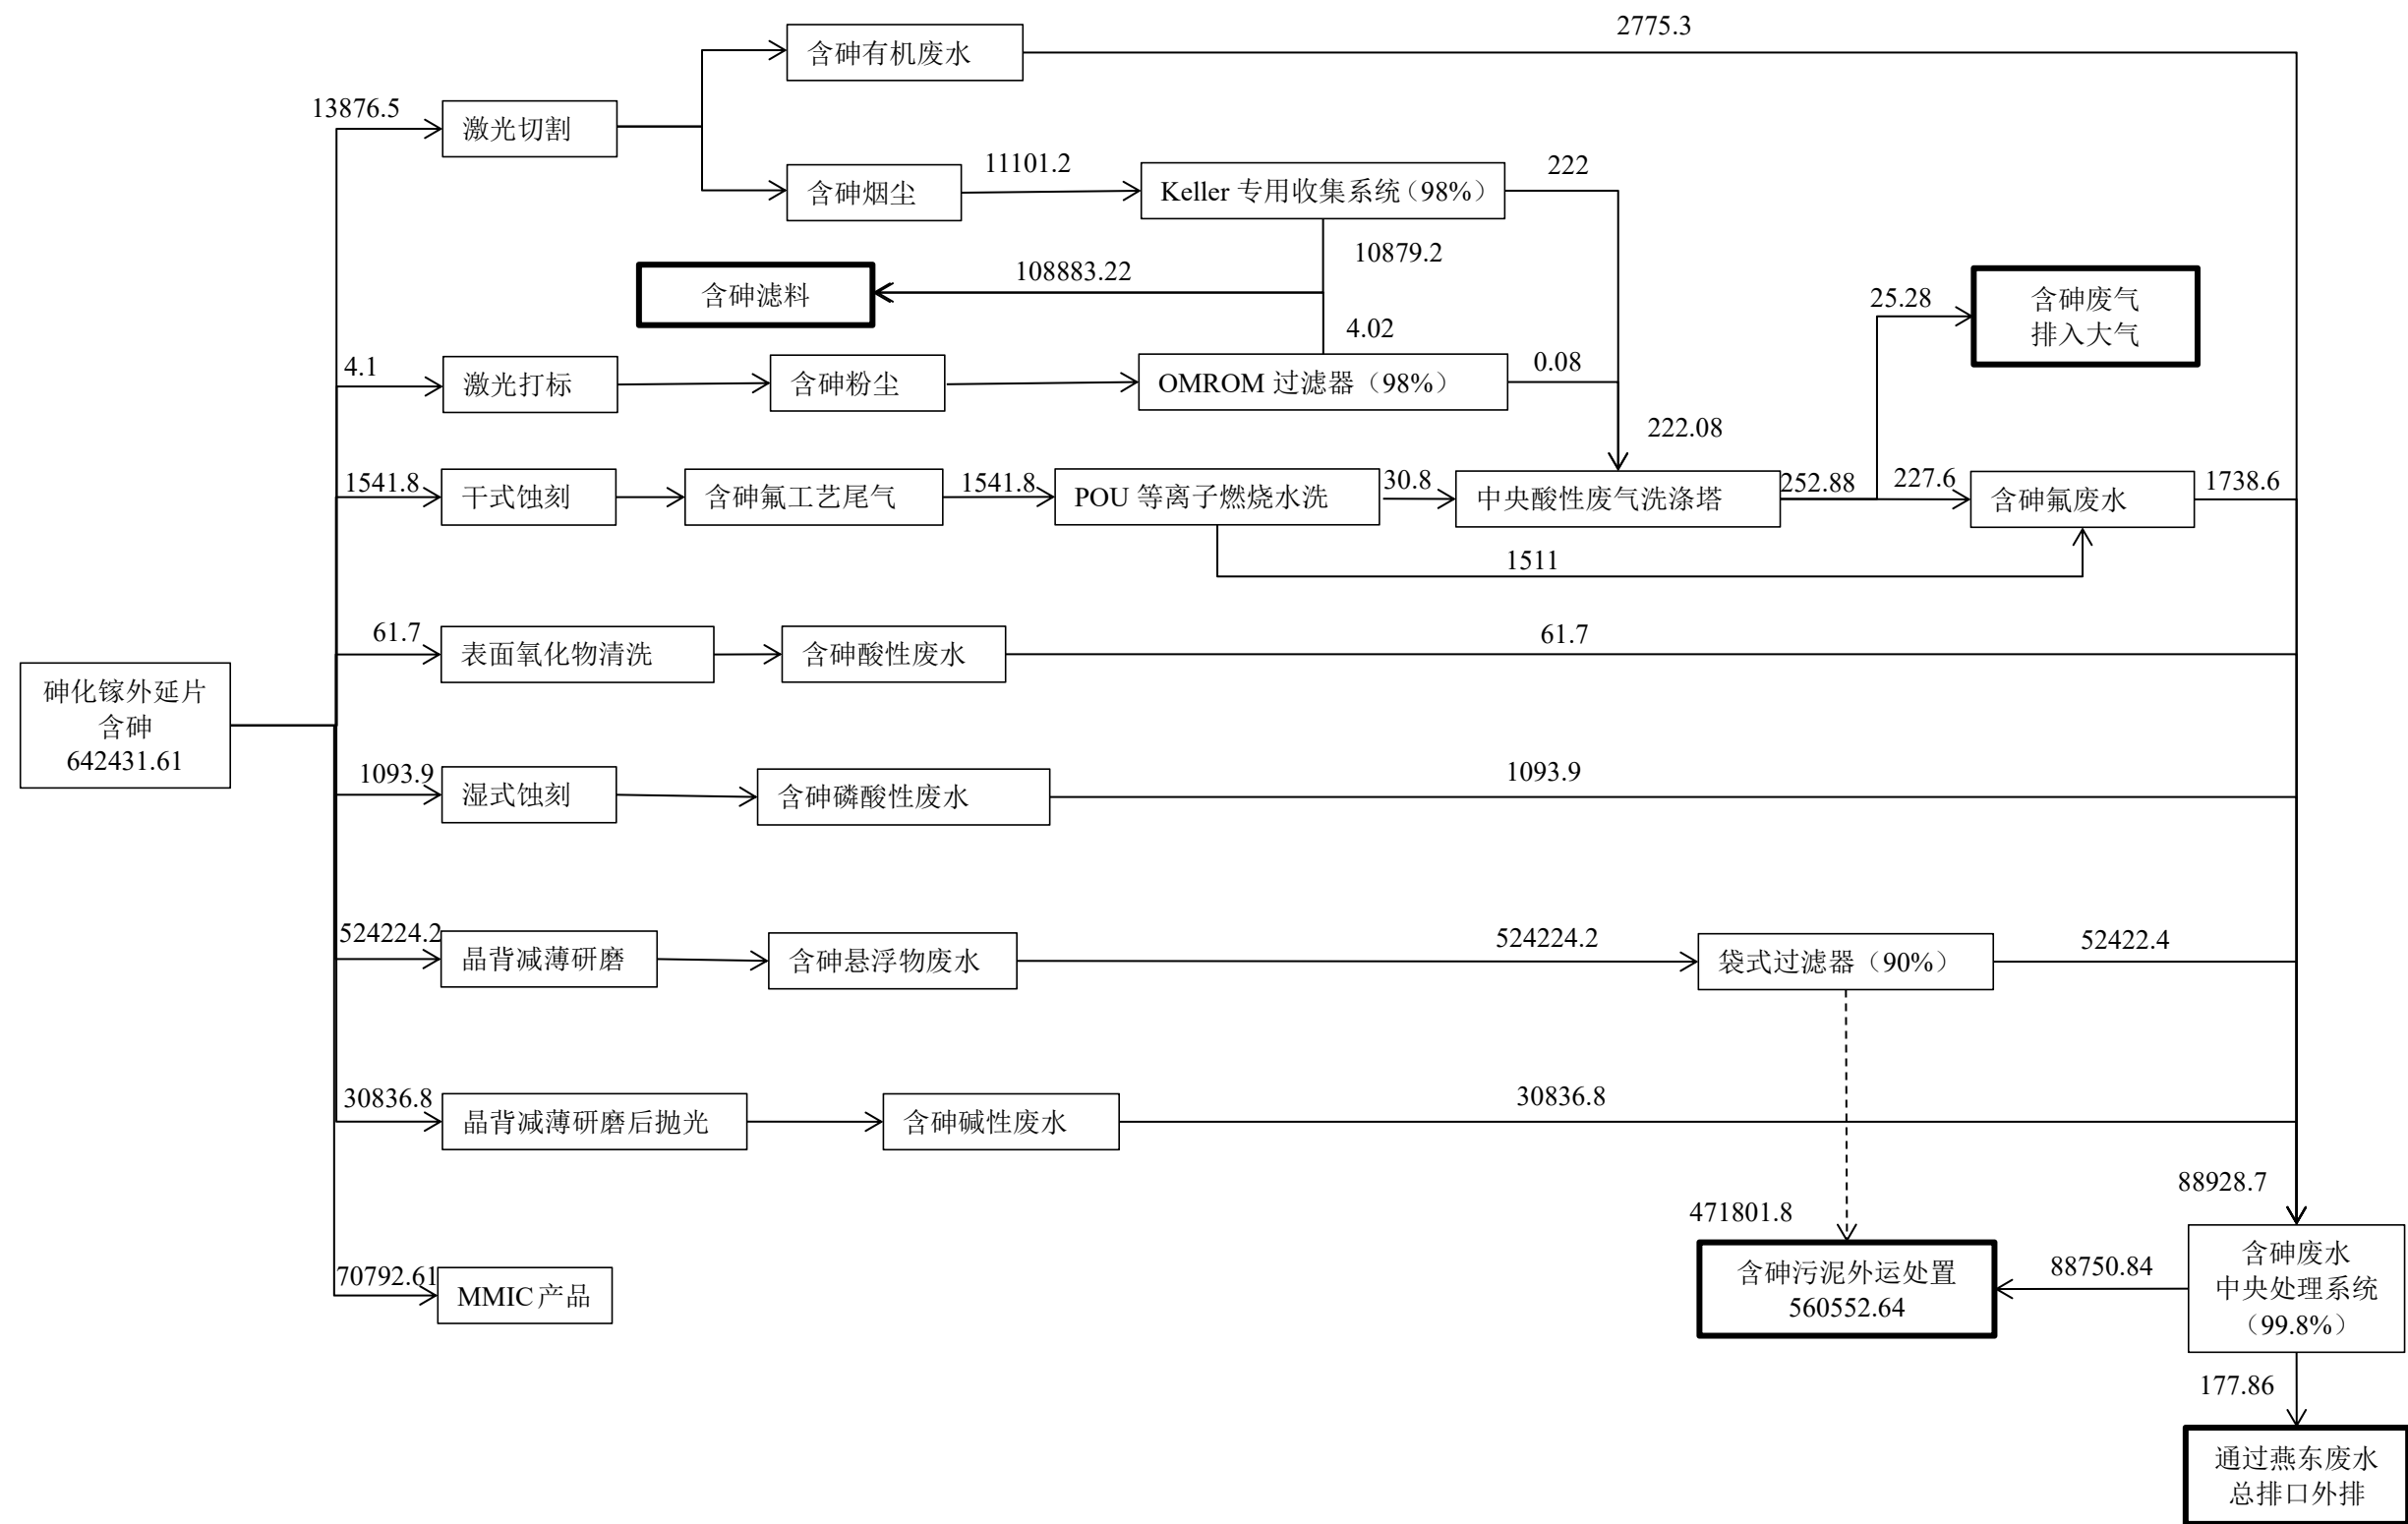 2775.3
含砷有机废水
13876.5
激光切割
含砷烟尘
11101.2
Keller 专用收集系统（98%）
222
10879.2
108883.22
含砷滤料
4.02
25.28
含砷废气
排入大气
4.1
激光打标
含砷粉尘
OMROM 过滤器（98%）
0.08
222.08
1541.8
干式蚀刻
含砷氟工艺尾气
1541.8
POU 等离子燃烧水洗
30.8
中央酸性废气洗涤塔
252.88
227.6
含砷氟废水
1738.6
1511
61.7
表面氧化物清洗
含砷酸性废水
61.7
砷化镓外延片
含砷
642431.61
1093.9
湿式蚀刻
含砷磷酸性废水
1093.9
524224.2
晶背减薄研磨
含砷悬浮物废水
524224.2
袋式过滤器（90%）
52422.4
30836.8
晶背减薄研磨后抛光
含砷碱性废水
30836.8
88928.7
471801.8
70792.61
MMIC 产品
含砷污泥外运处置
560552.64
88750.84
含砷废水
中央处理系统
（99.8%）
177.86
通过燕东废水
总排口外排